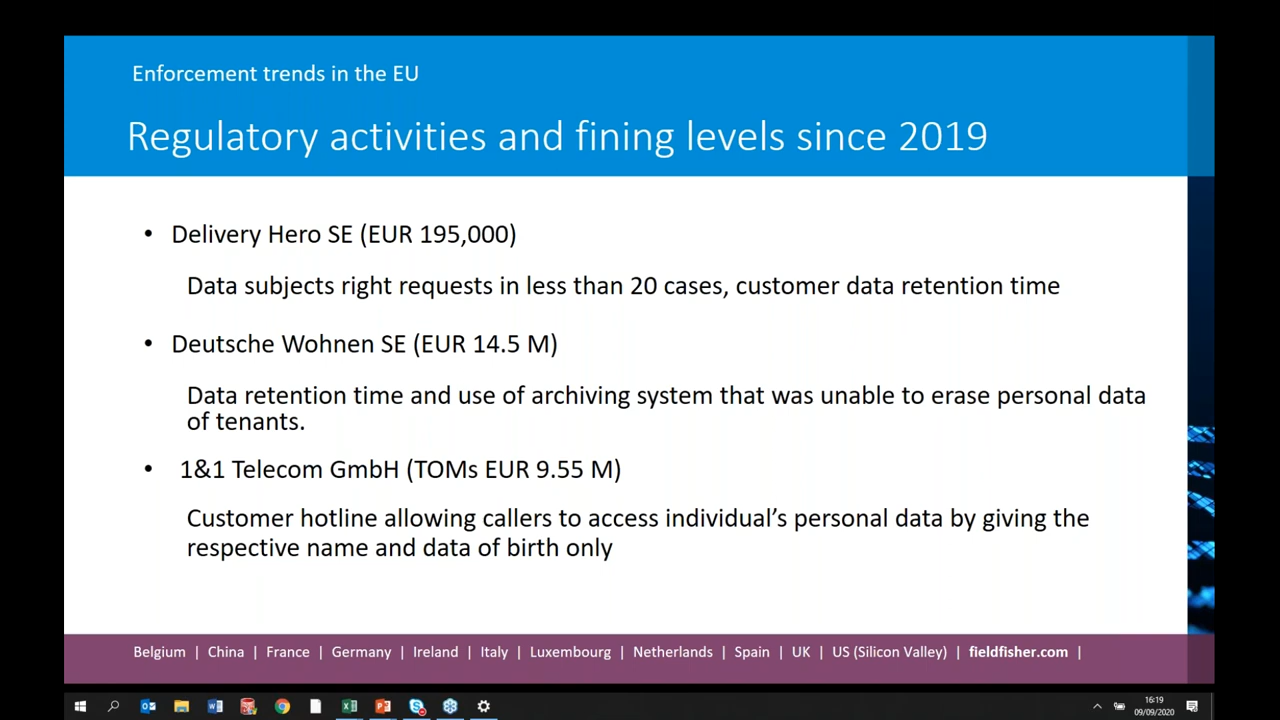 Enforcement trends in the EU
Regulatory activities and fining levels since 2019
• Delivery Hero SE (EUR 195,000)
Data subjects right requests in less than 20 cases, customer data retention time
• Deutsche Wohnen SE (EUR 14.5 M)
Data retention time and use of archiving system that was unable to erase personal data
of tenants.
• 1&1 Telecom GmbH (TOMs EUR 9.55 M)
Customer hotline allowing callers to access individual’s personal data by giving the
respective name and data of birth only
Belgium | China | France | Germany | Ireland | Italy | Luxembourg | Netherlands | Spain | UK | US (Silicon Valley) | fieldfisher.com |
16:19
09/09/2020